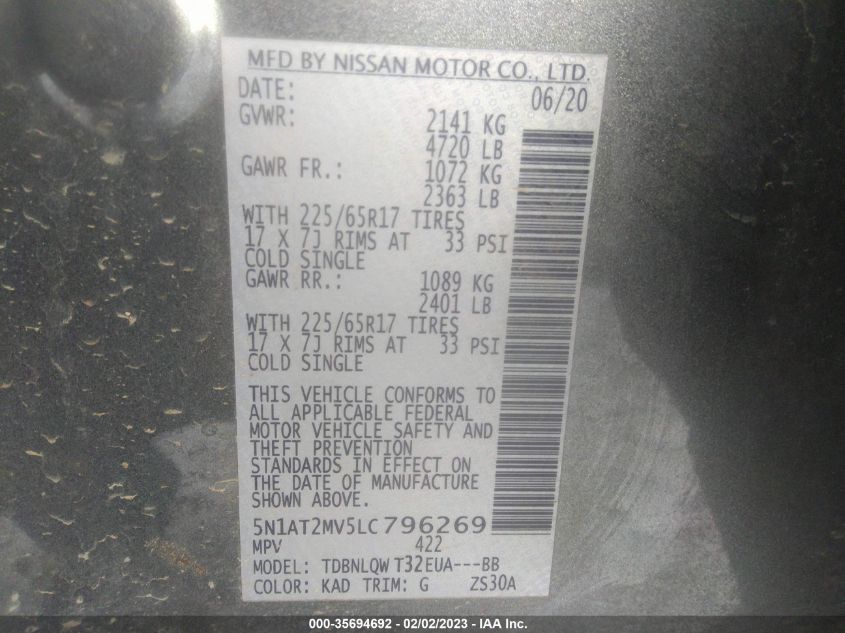 MFD BY NISSAN MOTOR CO., LTD.
DATE: 06/20
GVWR: 2141 KG
4720 LB
GAWR FR.: 1072 KG
2363 LB
WITH 225/65R17 TIRES
17 X 7J RIMS AT 33 PSI
COLD SINGLE
GAWR RR.: 1089 KG
2401 LB
WITH 225/65R17 TIRES
17 X 7J RIMS AT 33 PSI
COLD SINGLE
THIS VEHICLE CONFORMS TO
ALL APPLICABLE FEDERAL
MOTOR VEHICLE SAFETY AND
THEFT PREVENTION
STANDARDS IN EFFECT ON
THE DATE OF MANUFACTURE
SHOWN ABOVE.
5N1AT2MV5LC796269
MPV 422
MODEL: TDBNLQW T32EUA---BB
COLOR: KAD TRIM: G ZS30A
000-35694692 - 02/02/2023 - IAA Inc.